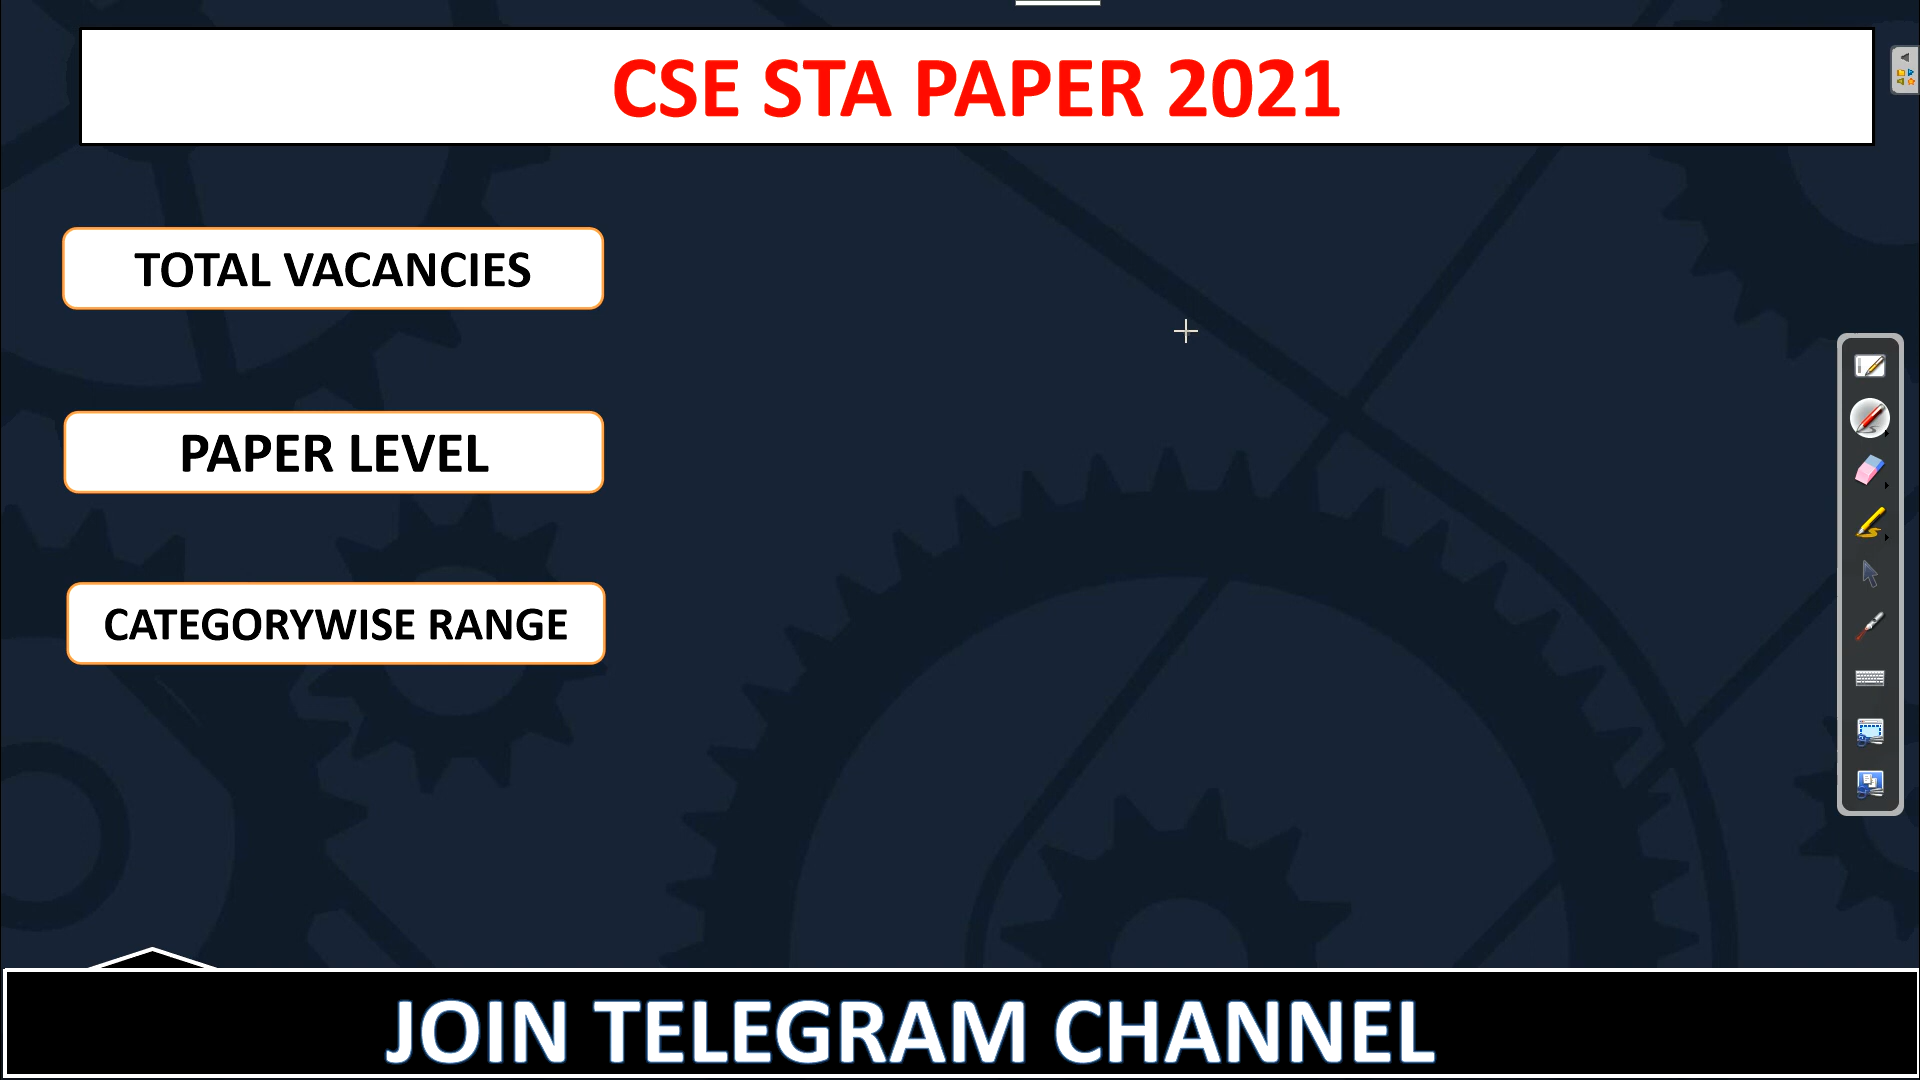 CSE STA PAPER 2021
TOTAL VACANCIES
PAPER LEVEL
CATEGORYWISE RANGE
JOIN TELEGRAM CHANNEL